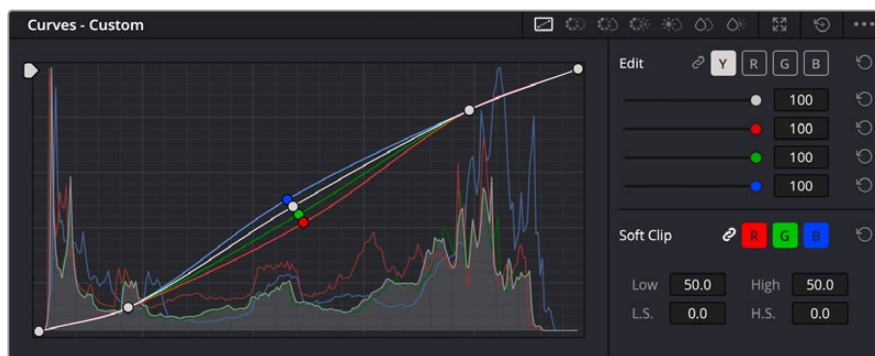 Curves - Custom
Edit Y R G B
100
100
100
100
Soft Clip R G B
Low 50.0 High 50.0
L.S. 0.0 H.S. 0.0